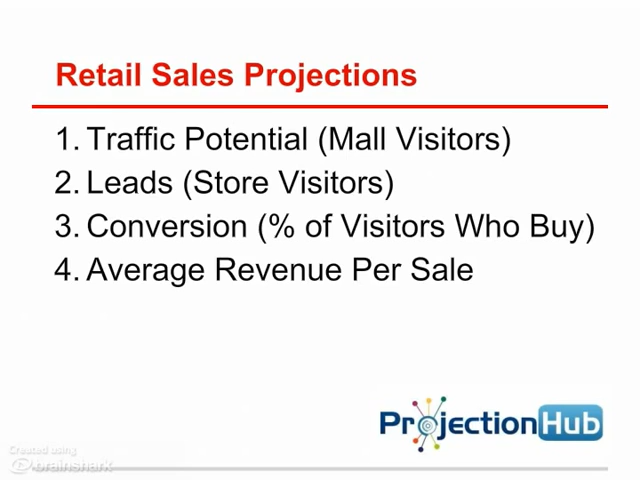 Retail Sales Projections
1. Traffic Potential (Mall Visitors)
2. Leads (Store Visitors)
3. Conversion (% of Visitors Who Buy)
4. Average Revenue Per Sale
ProjectionHub
Created using
brainshark